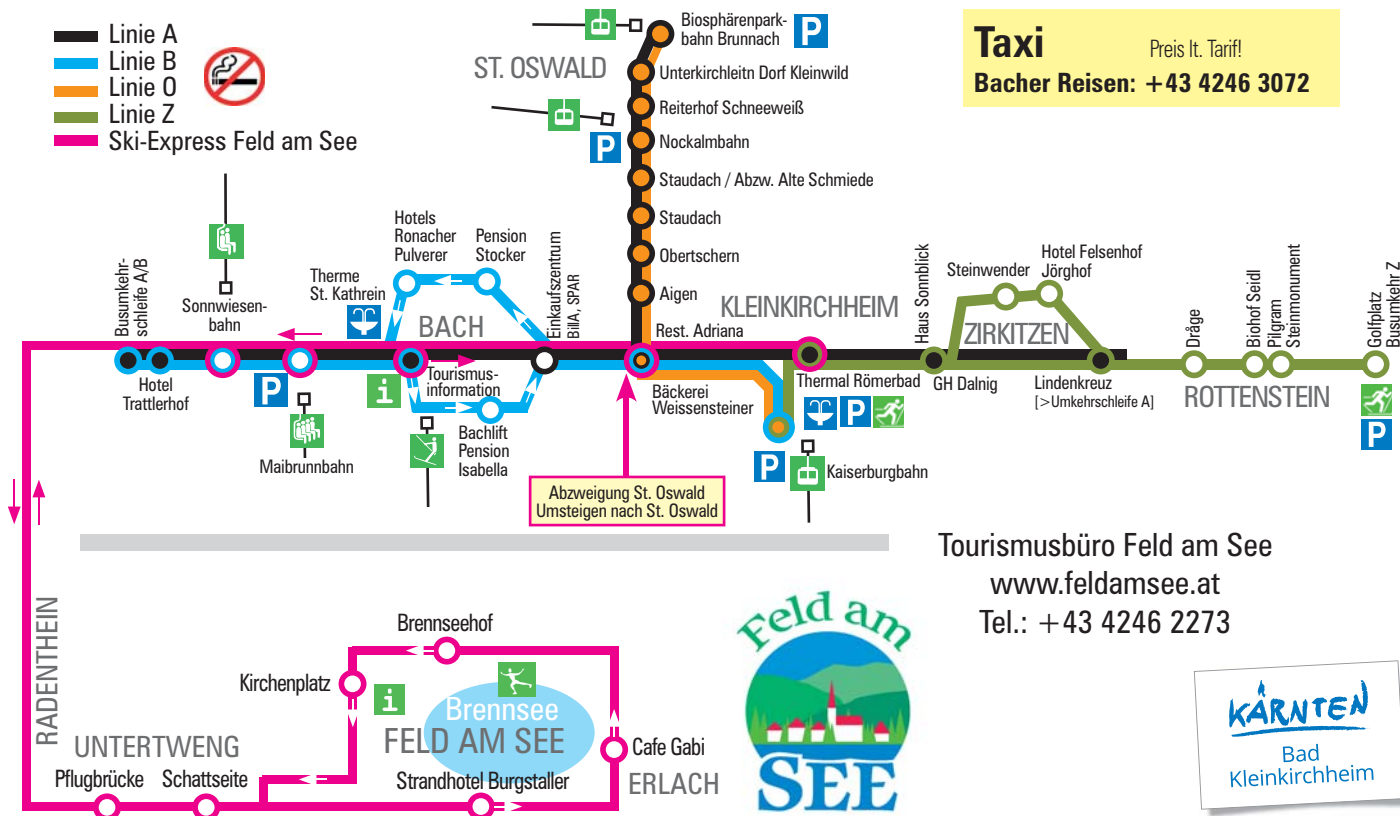 Linie A
Linie B
Linie O
Linie Z
Ski-Express Feld am See
ST. OSWALD
Biosphärenpark-
bahn Brunnach
P
Unterkirchleitn Dorf Kleinwild
Reiterhof Schneeweiß
P
Nockalmbahn
Staudach / Abzw. Alte Schmiede
Staudach
Obertschern
Aigen
Rest. Adriana
Taxi
Preis lt. Tarif!
Bacher Reisen: +43 4246 3072
Busumkehr-
schleife A/B
Hotel
Trattlerhof
Sonnwiesen-
bahn
P
Maibrunnbahn
Therme
St. Kathrein
Hotels
Ronacher
Pulverer
Pension
Stocker
BACH
i
Tourismus-
information
Bachlift
Pension
Isabella
Einkaufszentrum
BillA, SPAR
KLEINKIRCHHEIM
Bäckerei
Weissensteiner
Abzweigung St. Oswald
Umsteigen nach St. Oswald
Thermal Römerbad
P
P
Kaiserburgbahn
Haus Sonnblick
GH Dalnig
Steinwender
Hotel Felsenhof
Jörghof
ZIRKITZEN
Lindenkreuz
[>Umkehrschleife A]
Dråge
Biohof Seidl
Piligram
Steinmonument
ROTTENSTEIN
Golfplatz
Busumkehr Z
P
RADENTHEIN
UNTERTWENG
Pflugbrücke
Schattseite
Kirchenplatz
i
Brennseehof
Brennsee
FELD AM SEE
Strandhotel Burgstaller
Cafe Gabi
ERLACH
Feld am
SEE
Tourismusbüro Feld am See
www.feldamsee.at
Tel.: +43 4246 2273
KÄRNTEN
Bad
Kleinkirchheim